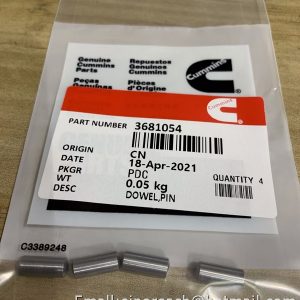 Genuine Cummins Parts
Repuestos Genuinos Cummins
Peças Genuínas
Pièces d'Origine
Cummins
PART NUMBER 3681054
ORIGIN CN
DATE 18-Apr-2021
PKGR PDC
WT 0.05 kg
QUANTITY 4
DESC DOWEL,PIN
C3389248